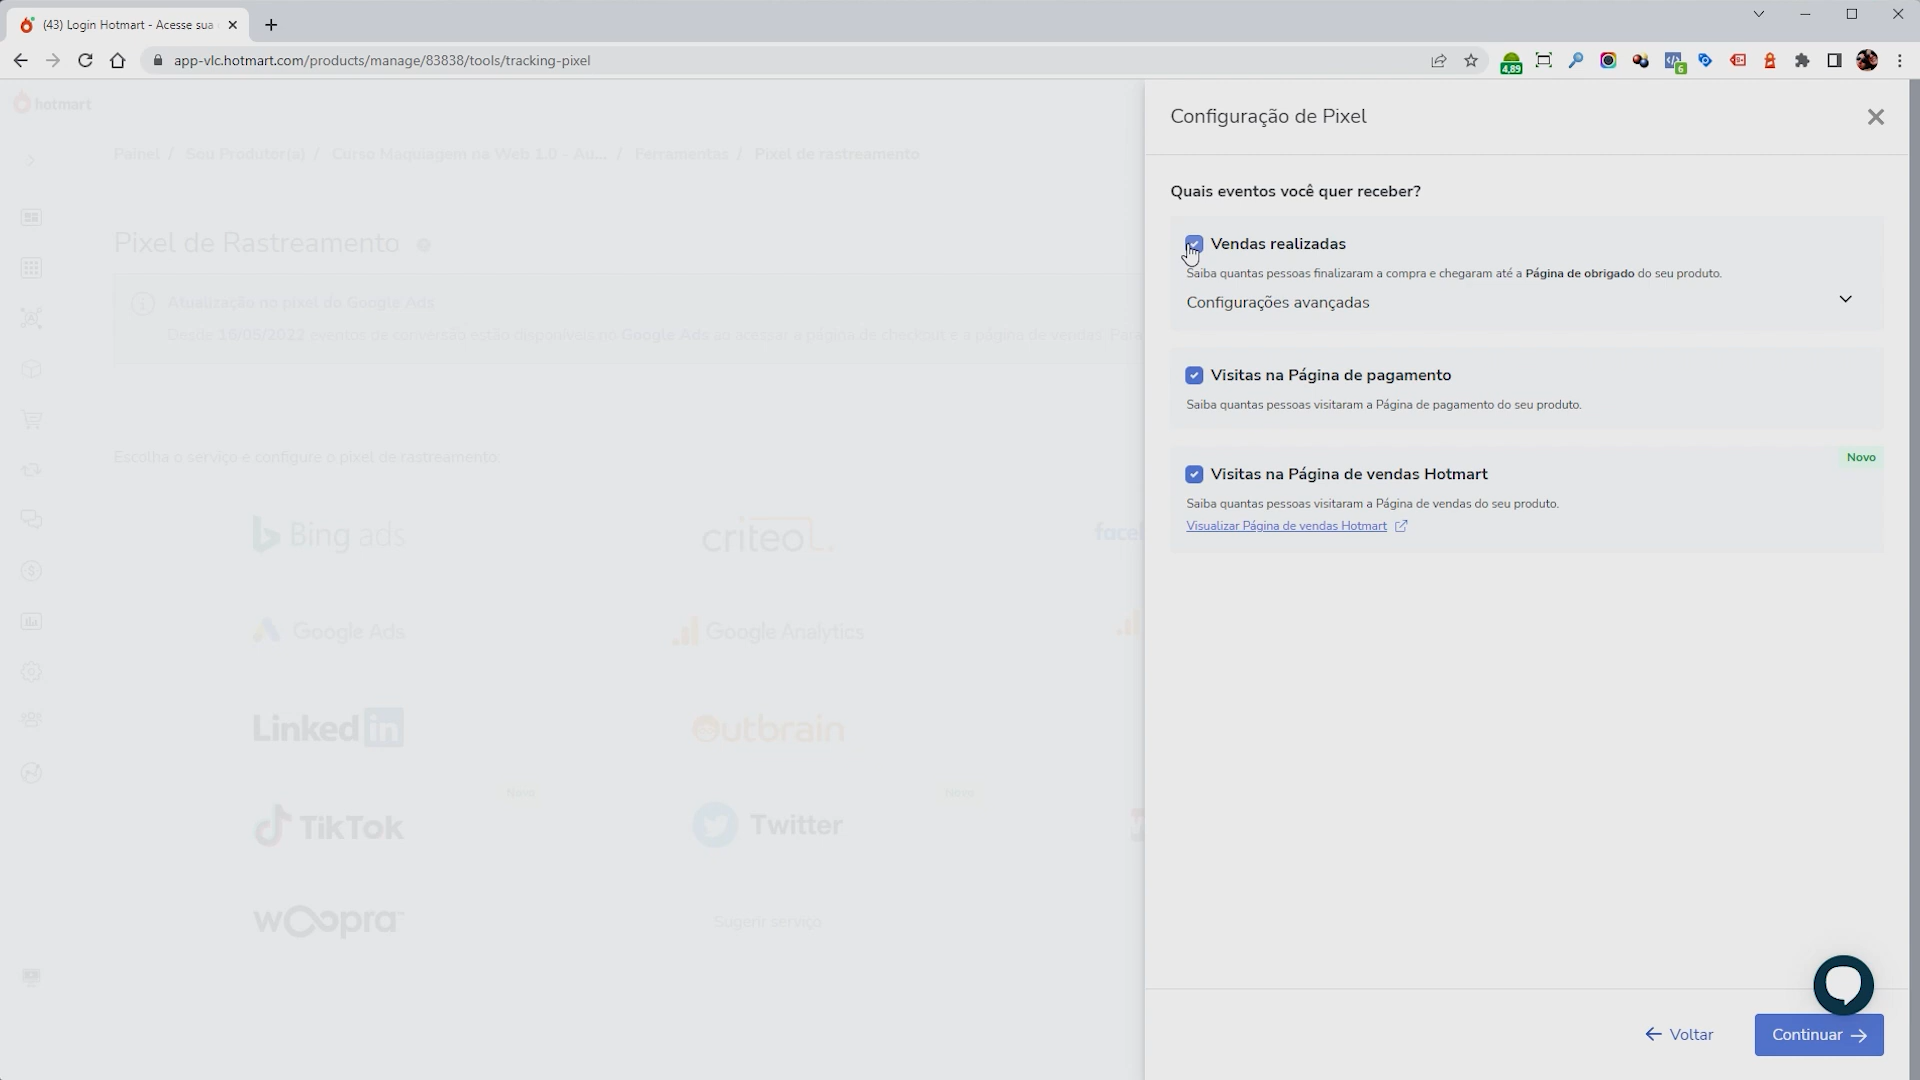 (43) Login Hotmart - Acesse sua
app-vlc.hotmart.com/products/manage/83838/tools/tracking-pixel
4,89
6
hotmart
Painel / Seu Produtor(a) / Curso Maquiagem na Web 1.0 - Au... / Ferramentas / Pixel de rastreamento
Pixel de Rastreamento
Atualização no pixel do Google Ads
Desde 16/08/2022 eventos de conversão estão disponíveis no Google Ads ao acessar a página de checkout e a página de vendas. Para
Escolha o serviço e configure o pixel de rastreamento.
Bing ads
criteo
Google Ads
Google Analytics
Linked in
Outbrain
Novo
Novo
TikTok
Twitter
woopra
Sugerir serviço
Configuração de Pixel
Quais eventos você quer receber?
Vendas realizadas
Saiba quantas pessoas finalizaram a compra e chegaram até a Página de obrigado do seu produto.
Configurações avançadas
Visitas na Página de pagamento
Saiba quantas pessoas visitaram a Página de pagamento do seu produto.
Novo
Visitas na Página de vendas Hotmart
Saiba quantas pessoas visitaram a Página de vendas do seu produto.
Visualizar Página de vendas Hotmart
Voltar
Continuar